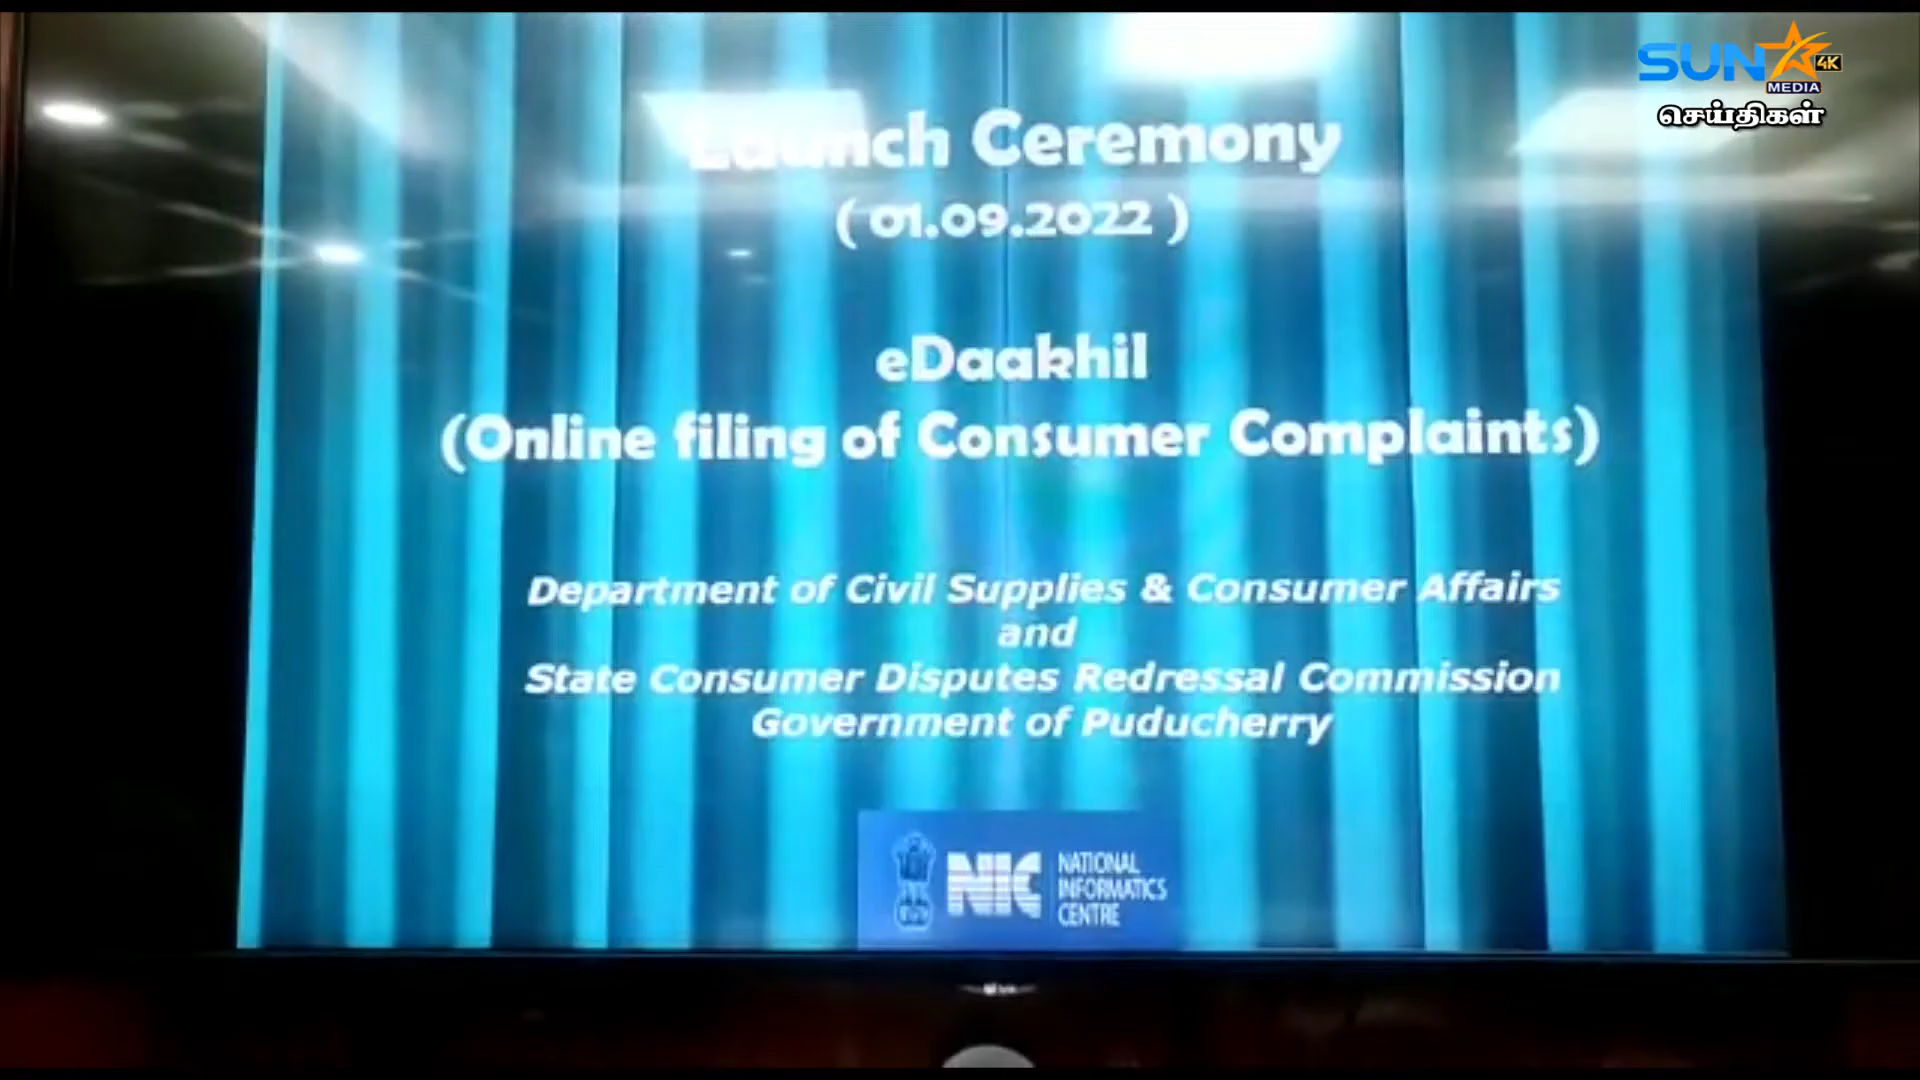 SUN
4K
MEDIA
செய்திகள்
Launch Ceremony
( 01.09.2022 )
eDaakhil
(Online filing of Consumer Complaints)
Department of Civil Supplies & Consumer Affairs
and
State Consumer Disputes Redressal Commission
Government of Puducherry
NIC
NATIONAL
INFORMATICS
CENTRE